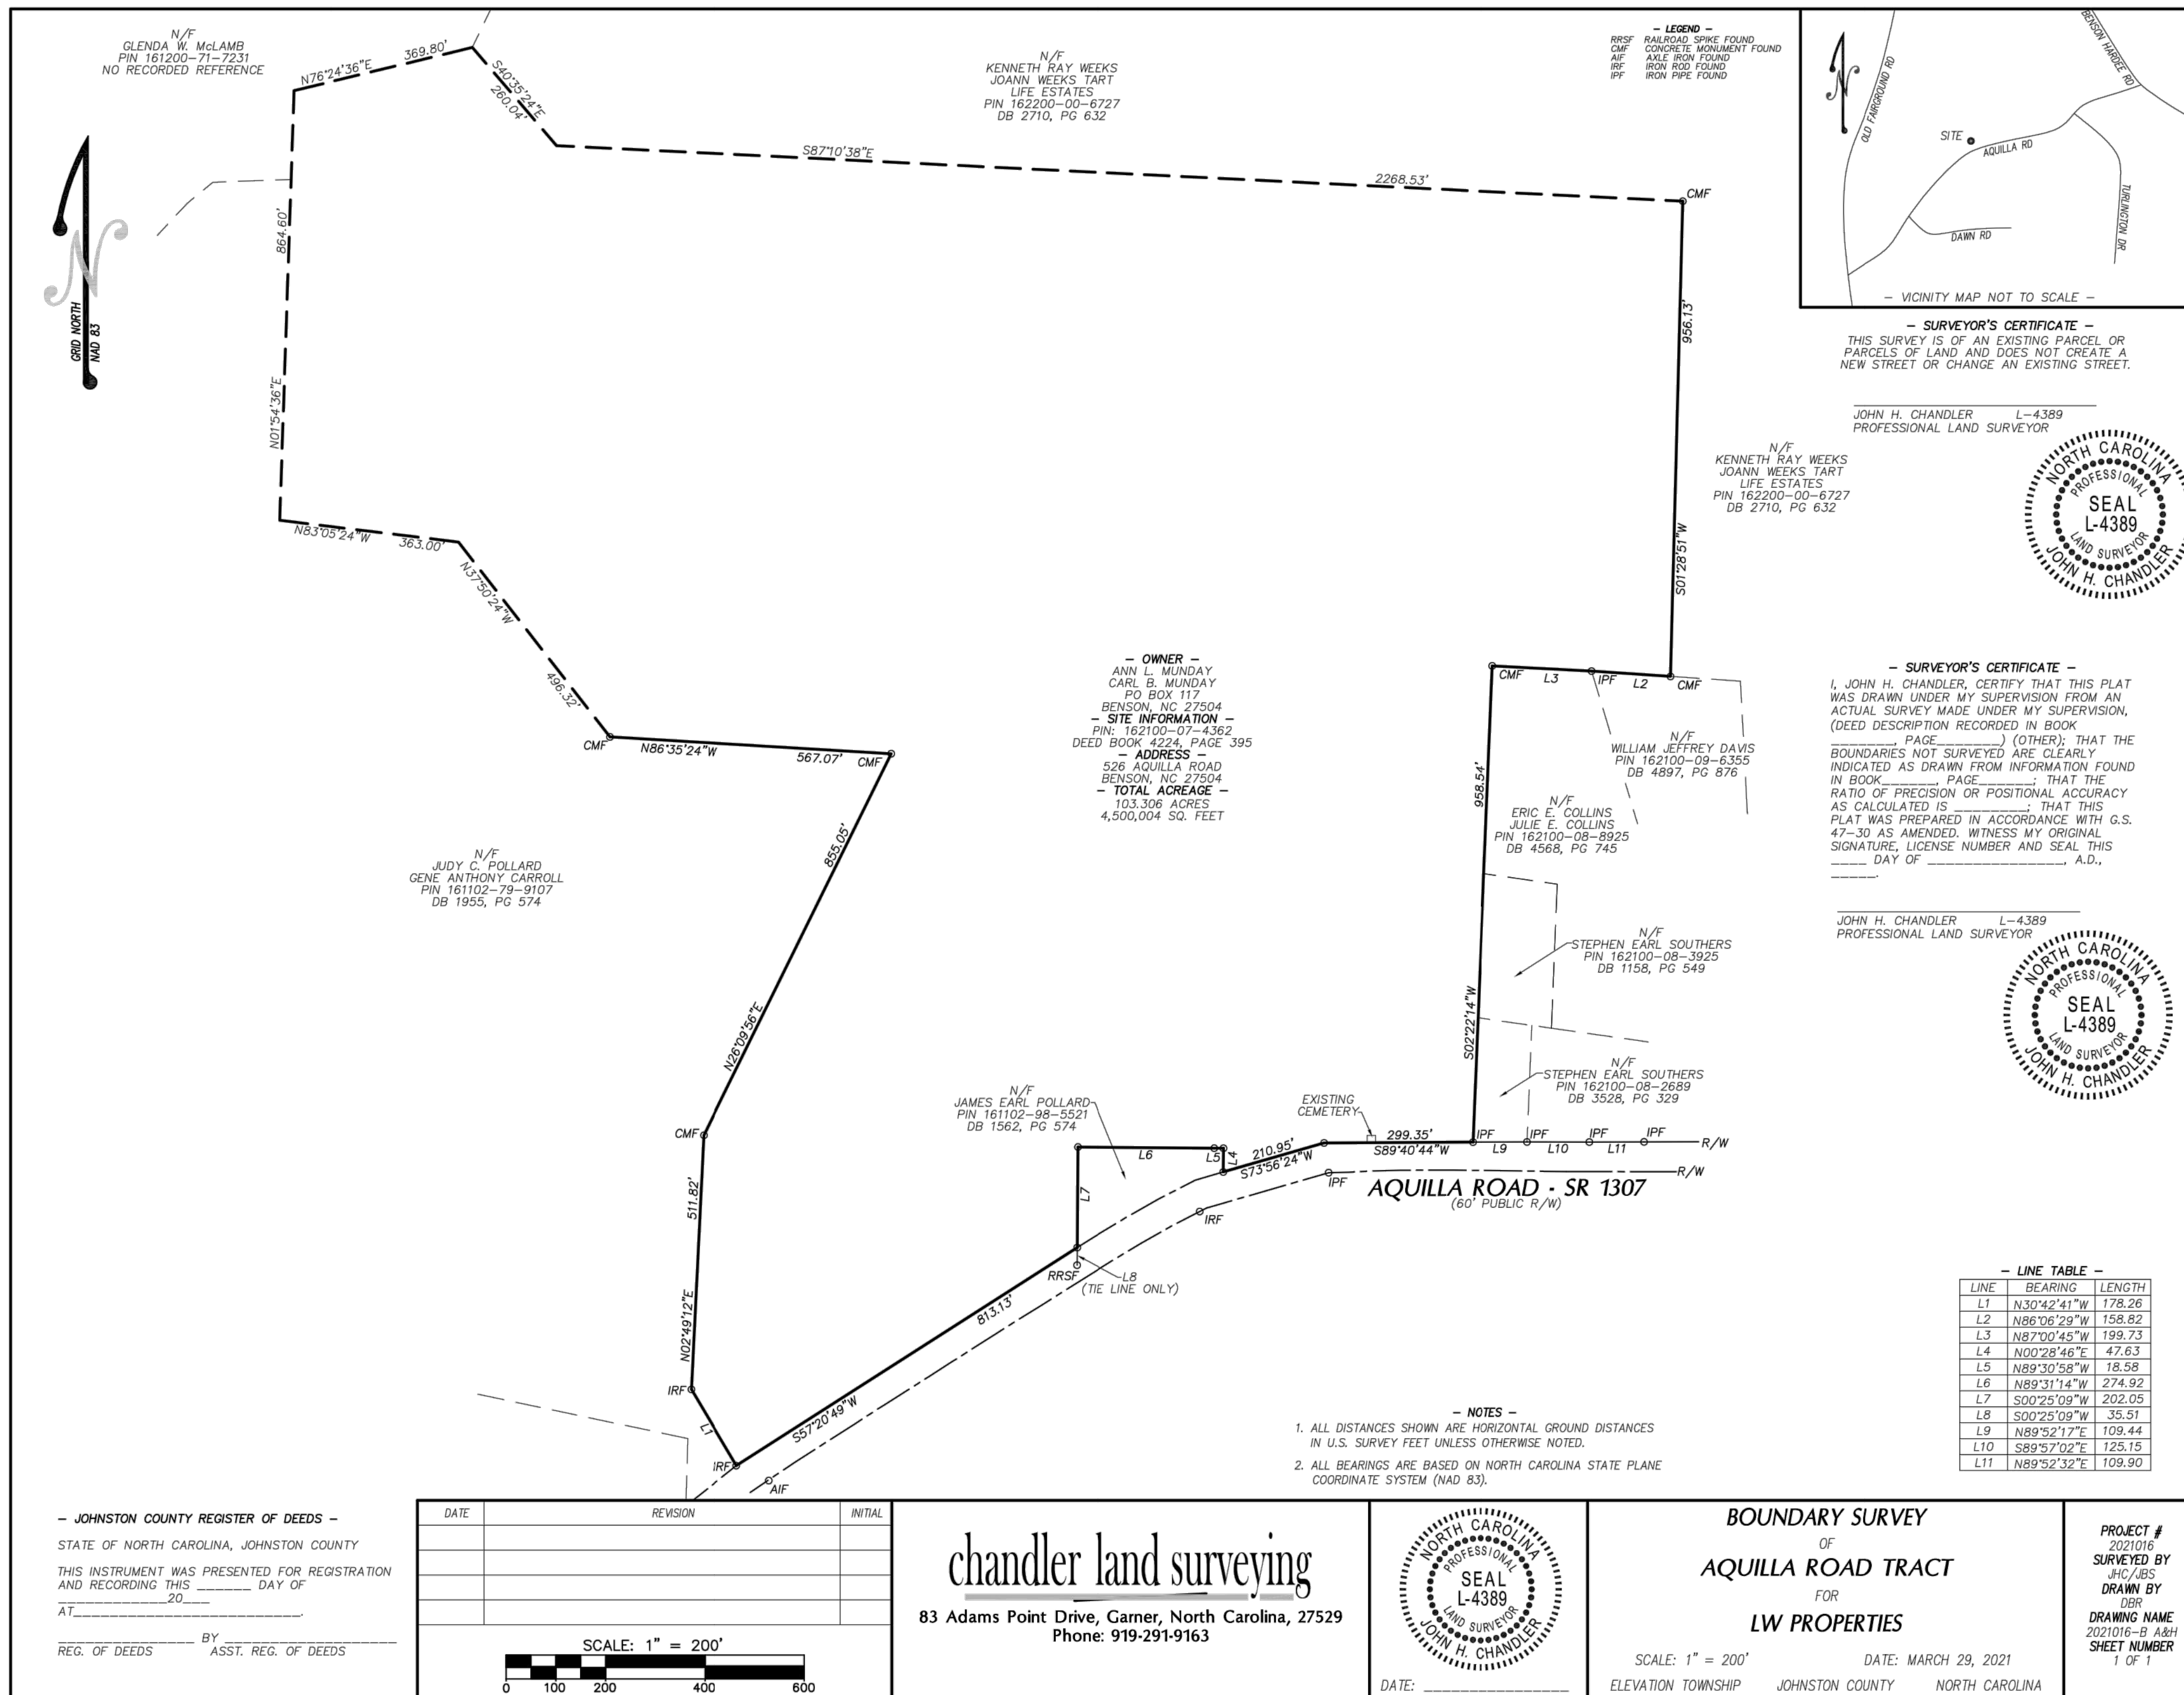 N/F
GLENDA W. McLAMB
PIN 161200-71-7231
NO RECORDED REFERENCE
N76°24'36"E
369.80'
S40°35'24"E
260.04'
N/F
KENNETH RAY WEEKS
JOANN WEEKS TART
LIFE ESTATES
PIN 162200-00-6727
DB 2710, PG 632
S87°10'38"E
2268.53'
CMF
– LEGEND –
RRSF RAILROAD SPIKE FOUND
CMF CONCRETE MONUMENT FOUND
AIF AXLE IRON FOUND
IRF IRON ROD FOUND
IPF IRON PIPE FOUND
N
OLD FAIRGROUND RD
BENSON HARDEE RD
SITE
AQUILLA RD
TURLINGTON DR
DAWN RD
– VICINITY MAP NOT TO SCALE –
N
GRID NORTH
NAD 83
864.60'
N01°54'36"E
956.13'
S01°28'51"W
– SURVEYOR'S CERTIFICATE –
THIS SURVEY IS OF AN EXISTING PARCEL OR
PARCELS OF LAND AND DOES NOT CREATE A
NEW STREET OR CHANGE AN EXISTING STREET.
JOHN H. CHANDLER L-4389
PROFESSIONAL LAND SURVEYOR
NORTH CAROLINA
PROFESSIONAL
SEAL
L-4389
LAND SURVEYOR
JOHN H. CHANDLER
N/F
KENNETH RAY WEEKS
JOANN WEEKS TART
LIFE ESTATES
PIN 162200-00-6727
DB 2710, PG 632
N83°05'24"W
363.00'
N37°50'24"W
496.32'
CMF
N86°35'24"W
567.07'
CMF
– OWNER –
ANN L. MUNDAY
CARL B. MUNDAY
PO BOX 117
BENSON, NC 27504
– SITE INFORMATION –
PIN: 162100-07-4362
DEED BOOK 4224, PAGE 395
– ADDRESS –
526 AQUILLA ROAD
BENSON, NC 27504
– TOTAL ACREAGE –
103.306 ACRES
4,500,004 SQ. FEET
CMF
L3
IPF
L2
CMF
N/F
WILLIAM JEFFREY DAVIS
PIN 162100-09-6355
DB 4897, PG 876
958.54'
S02°22'14"W
N/F
ERIC E. COLLINS
JULIE E. COLLINS
PIN 162100-08-8925
DB 4568, PG 745
N/F
STEPHEN EARL SOUTHERS
PIN 162100-08-3925
DB 1158, PG 549
N/F
STEPHEN EARL SOUTHERS
PIN 162100-08-2689
DB 3528, PG 329
– SURVEYOR'S CERTIFICATE –
I, JOHN H. CHANDLER, CERTIFY THAT THIS PLAT
WAS DRAWN UNDER MY SUPERVISION FROM AN
ACTUAL SURVEY MADE UNDER MY SUPERVISION,
(DEED DESCRIPTION RECORDED IN BOOK
_______, PAGE_______) (OTHER); THAT THE
BOUNDARIES NOT SURVEYED ARE CLEARLY
INDICATED AS DRAWN FROM INFORMATION FOUND
IN BOOK______, PAGE______; THAT THE
RATIO OF PRECISION OR POSITIONAL ACCURACY
AS CALCULATED IS ________; THAT THIS
PLAT WAS PREPARED IN ACCORDANCE WITH G.S.
47-30 AS AMENDED. WITNESS MY ORIGINAL
SIGNATURE, LICENSE NUMBER AND SEAL THIS
____ DAY OF _______________, A.D.,
_____.
JOHN H. CHANDLER L-4389
PROFESSIONAL LAND SURVEYOR
NORTH CAROLINA
PROFESSIONAL
SEAL
L-4389
LAND SURVEYOR
JOHN H. CHANDLER
N/F
JUDY C. POLLARD
GENE ANTHONY CARROLL
PIN 161102-79-9107
DB 1955, PG 574
855.05'
N26°09'56"E
CMF
511.82'
N02°49'12"E
IRF
L1
IRF
AIF
S57°20'49"W
813.13'
N/F
JAMES EARL POLLARD
PIN 161102-98-5521
DB 1562, PG 574
L6
L5
L4
L7
RRSF
L8
(TIE LINE ONLY)
EXISTING
CEMETERY
210.95'
S73°56'24"W
299.35'
S89°40'44"W
IPF
IPF
IPF
IPF
L9
L10
L11
R/W
R/W
IPF
IRF
AQUILLA ROAD - SR 1307
(60' PUBLIC R/W)
– LINE TABLE –
LINE BEARING LENGTH
L1 N30°42'41"W 178.26
L2 N86°06'29"W 158.82
L3 N87°00'45"W 199.73
L4 N00°28'46"E 47.63
L5 N89°30'58"W 18.58
L6 N89°31'14"W 274.92
L7 S00°25'09"W 202.05
L8 S00°25'09"W 35.51
L9 N89°52'17"E 109.44
L10 S89°57'02"E 125.15
L11 N89°52'32"E 109.90
– NOTES –
1. ALL DISTANCES SHOWN ARE HORIZONTAL GROUND DISTANCES
IN U.S. SURVEY FEET UNLESS OTHERWISE NOTED.
2. ALL BEARINGS ARE BASED ON NORTH CAROLINA STATE PLANE
COORDINATE SYSTEM (NAD 83).
– JOHNSTON COUNTY REGISTER OF DEEDS –
STATE OF NORTH CAROLINA, JOHNSTON COUNTY
THIS INSTRUMENT WAS PRESENTED FOR REGISTRATION
AND RECORDING THIS ______ DAY OF
____________20___
AT_________________________.
_______________ BY ___________________
REG. OF DEEDS ASST. REG. OF DEEDS
DATE REVISION INITIAL
SCALE: 1" = 200'
0 100 200 400 600
chandler land surveying
83 Adams Point Drive, Garner, North Carolina, 27529
Phone: 919-291-9163
NORTH CAROLINA
PROFESSIONAL
SEAL
L-4389
LAND SURVEYOR
JOHN H. CHANDLER
DATE: ________________
BOUNDARY SURVEY
OF
AQUILLA ROAD TRACT
FOR
LW PROPERTIES
SCALE: 1" = 200' DATE: MARCH 29, 2021
ELEVATION TOWNSHIP JOHNSTON COUNTY NORTH CAROLINA
PROJECT #
2021016
SURVEYED BY
JHC/JBS
DRAWN BY
DBR
DRAWING NAME
2021016-B A&H
SHEET NUMBER
1 OF 1